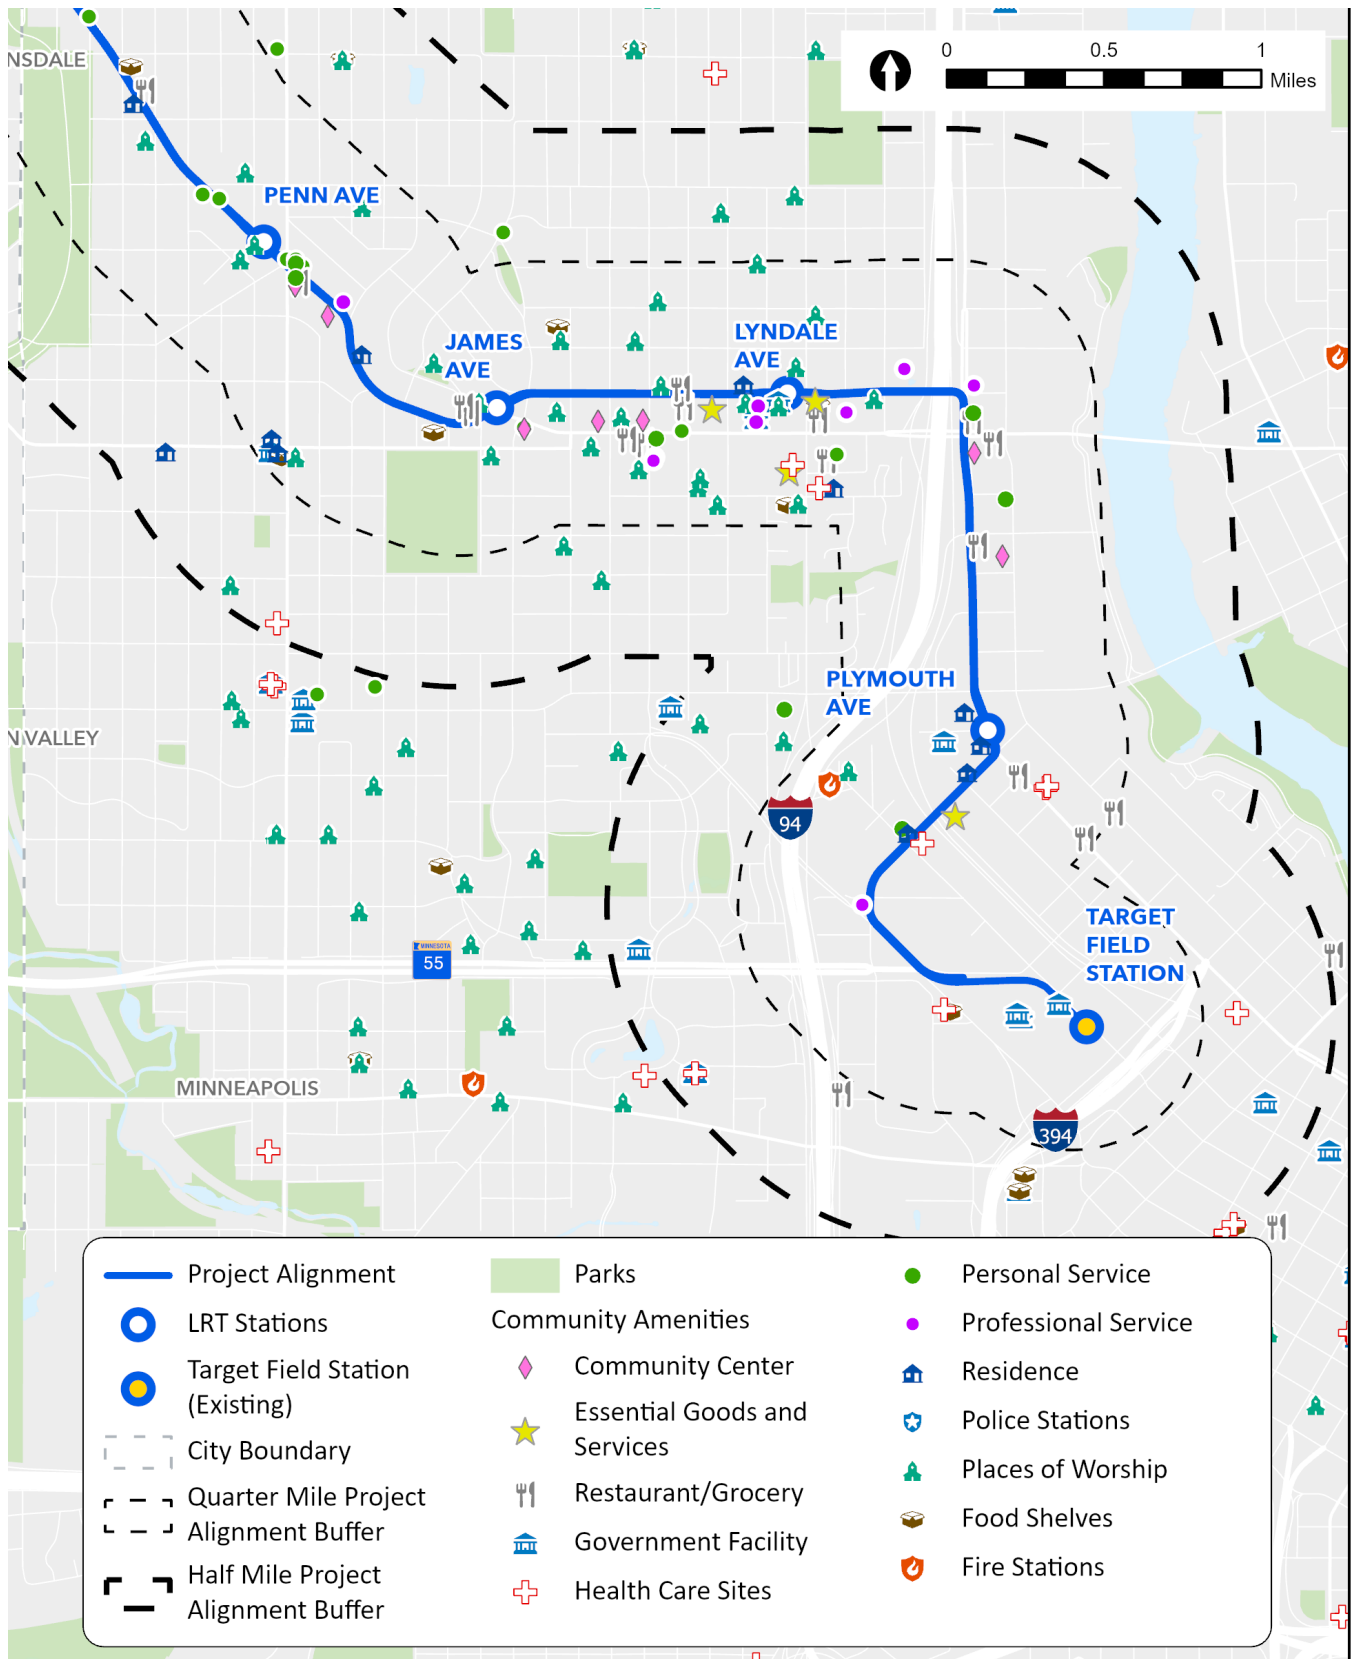 0 0.5 1
Miles
NSDALE
PENN AVE
JAMES
AVE
LYNDALE
AVE
PLYMOUTH
AVE
N VALLEY
94
TARGET
FIELD
STATION
MINNESOTA
55
MINNEAPOLIS
394
Project Alignment
LRT Stations
Target Field Station
(Existing)
City Boundary
Quarter Mile Project
Alignment Buffer
Half Mile Project
Alignment Buffer
Parks
Community Amenities
Community Center
Essential Goods and
Services
Restaurant/Grocery
Government Facility
Health Care Sites
Personal Service
Professional Service
Residence
Police Stations
Places of Worship
Food Shelves
Fire Stations